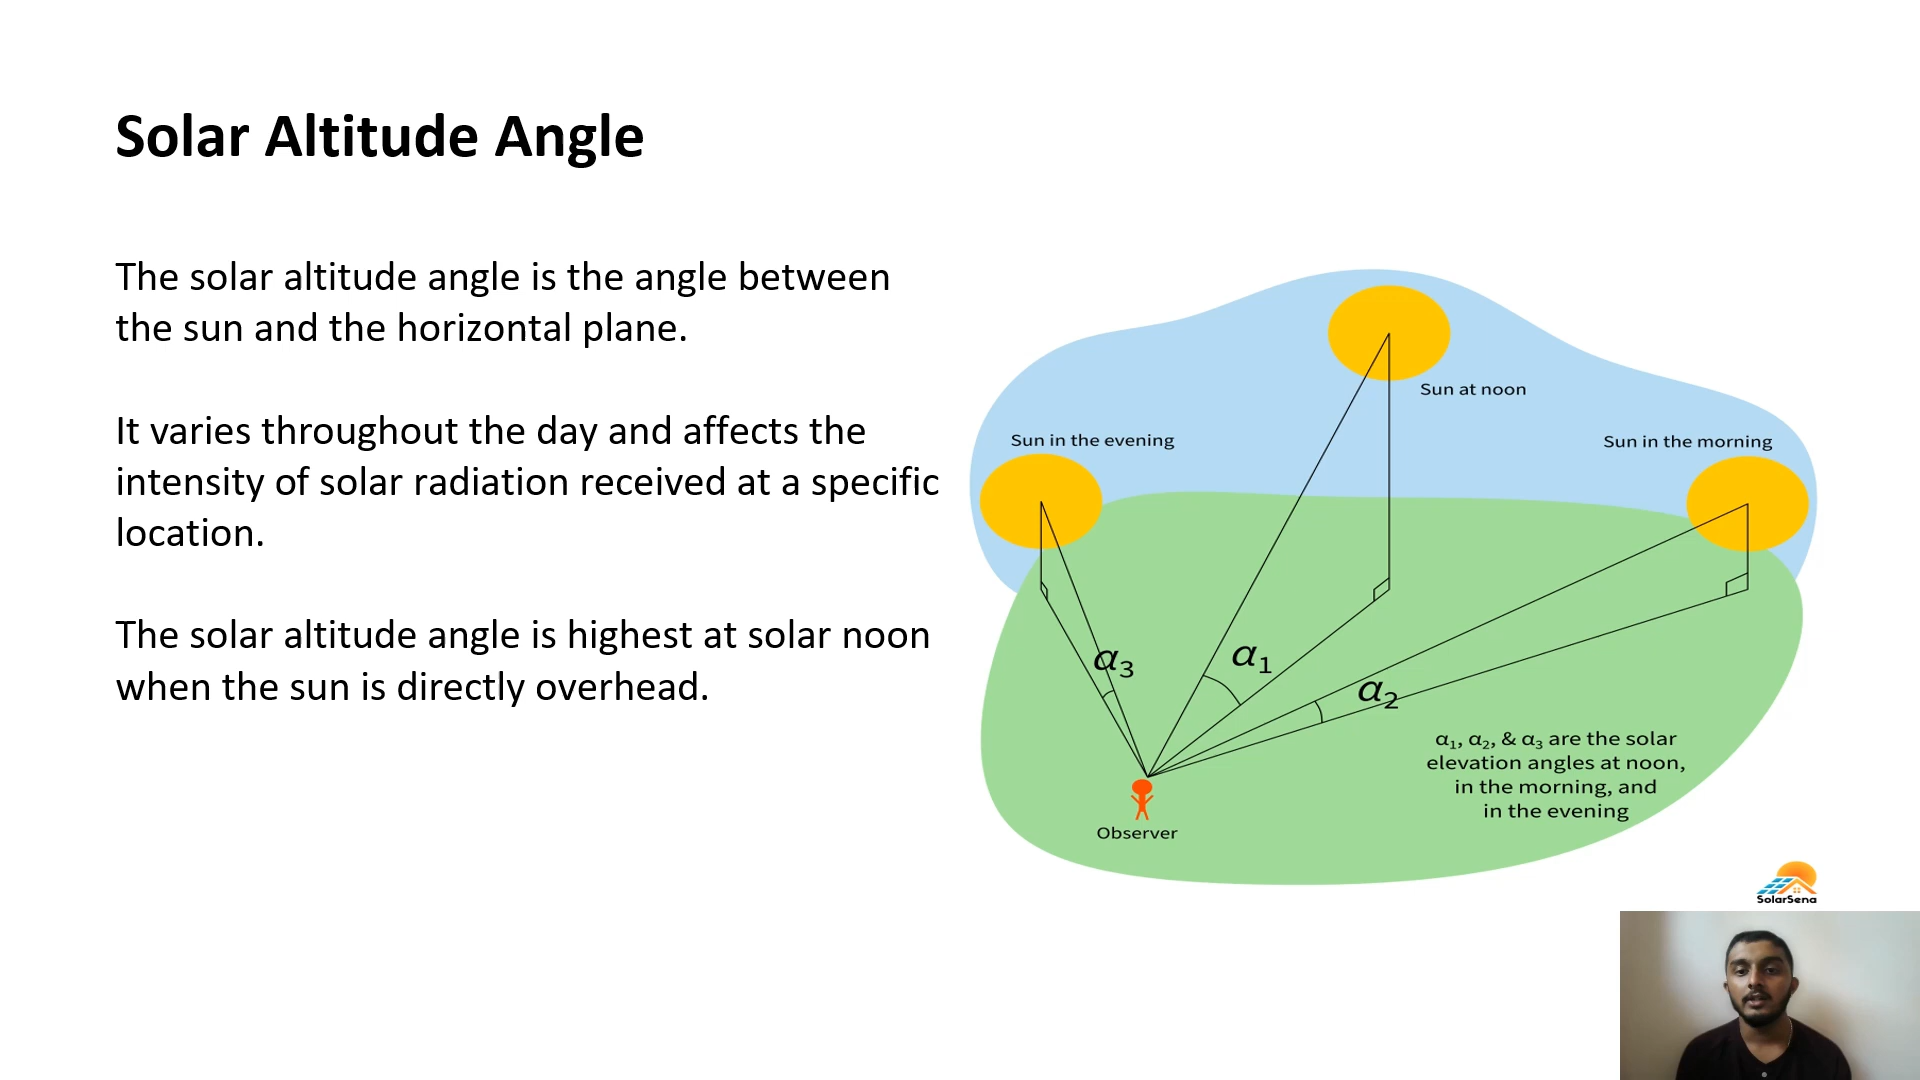 Solar Altitude Angle
The solar altitude angle is the angle between
the sun and the horizontal plane.
It varies throughout the day and affects the
intensity of solar radiation received at a specific
location.
The solar altitude angle is highest at solar noon
when the sun is directly overhead.
Sun at noon
Sun in the evening
Sun in the morning
α₃
α₁
α₂
α₁, α₂, & α₃ are the solar
elevation angles at noon,
in the morning, and
in the evening
Observer
SolarSena